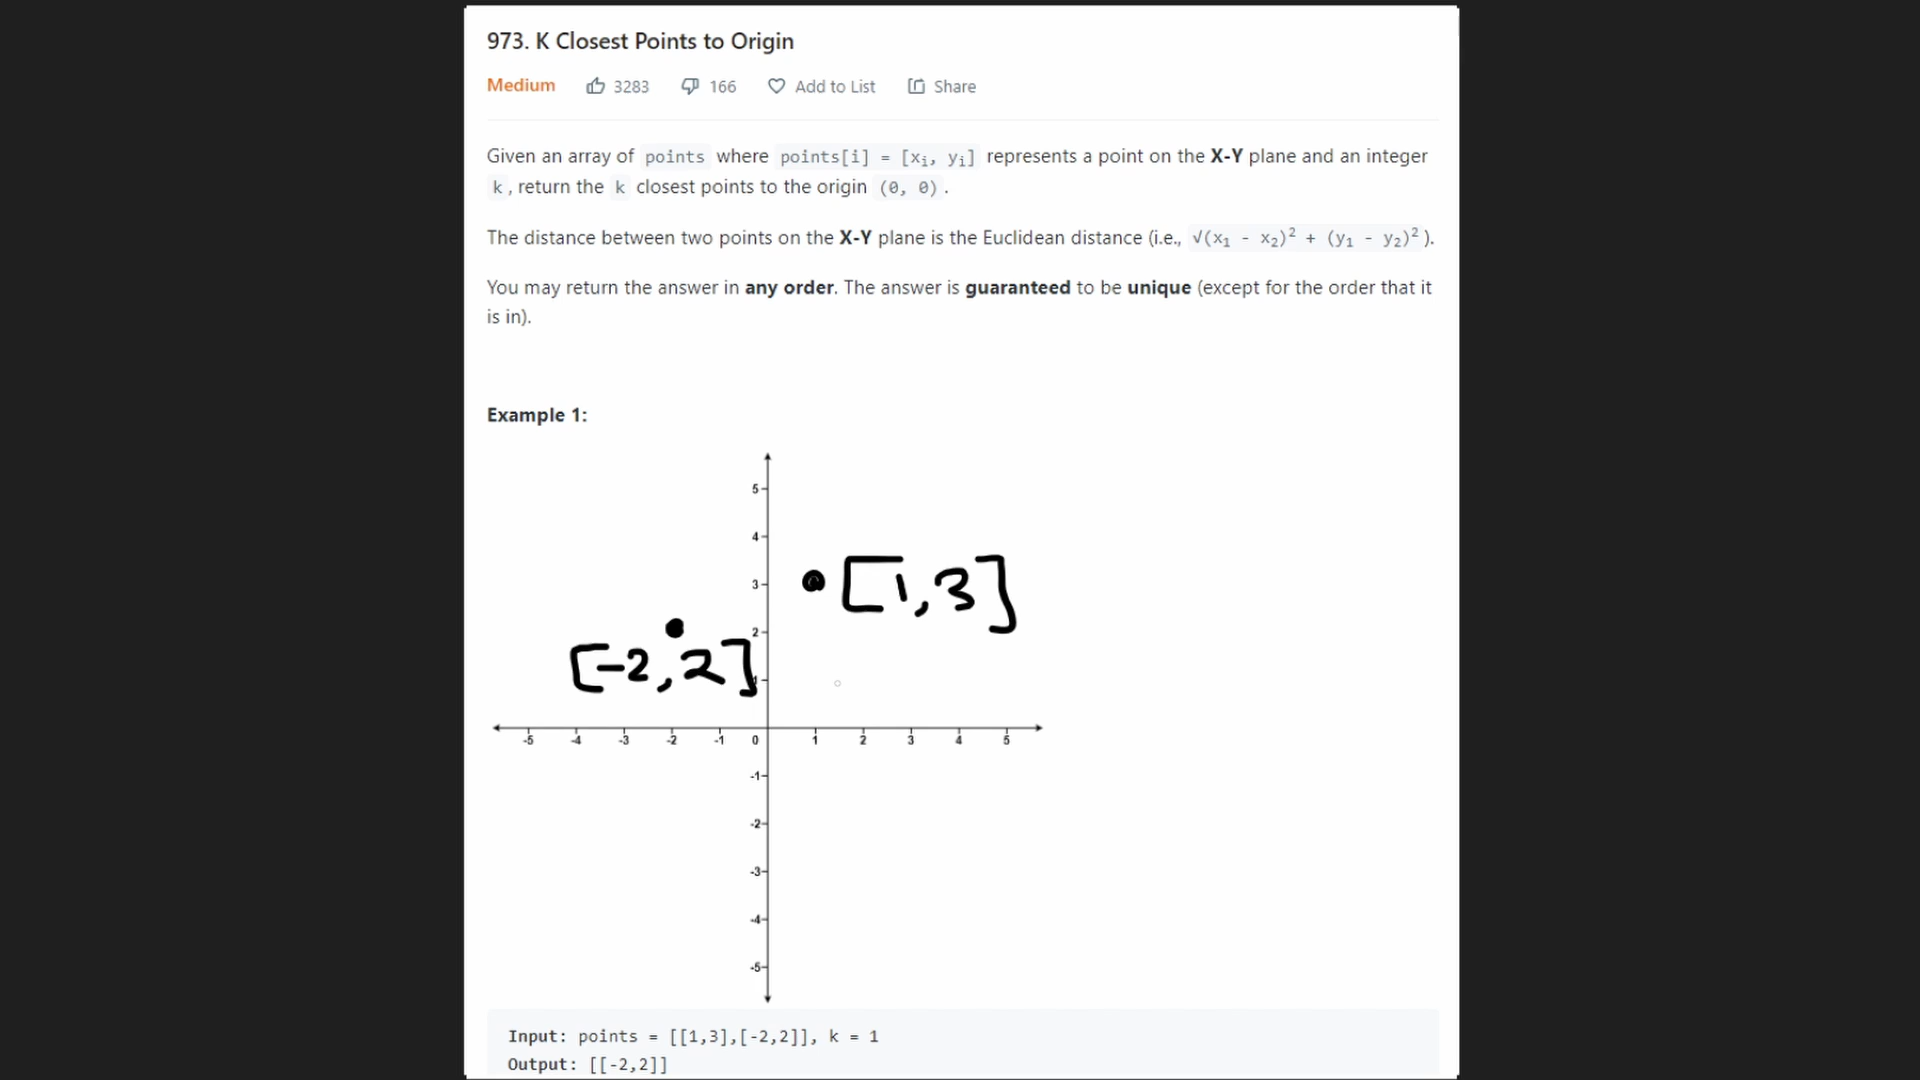 973. K Closest Points to Origin
Medium 3283 166 Add to List Share
Given an array of points where points[i] = [xᵢ, yᵢ] represents a point on the X-Y plane and an integer
k, return the k closest points to the origin (0, 0).
The distance between two points on the X-Y plane is the Euclidean distance (i.e., √(x₁ - x₂)² + (y₁ - y₂)²).
You may return the answer in any order. The answer is guaranteed to be unique (except for the order that it
is in).
Example 1:
5
4
3 [1,3]
2
[-2,2] 1
-5 -4 -3 -2 -1 0 1 2 3 4 5
-1
-2
-3
-4
-5
Input: points = [[1,3],[-2,2]], k = 1
Output: [[-2,2]]